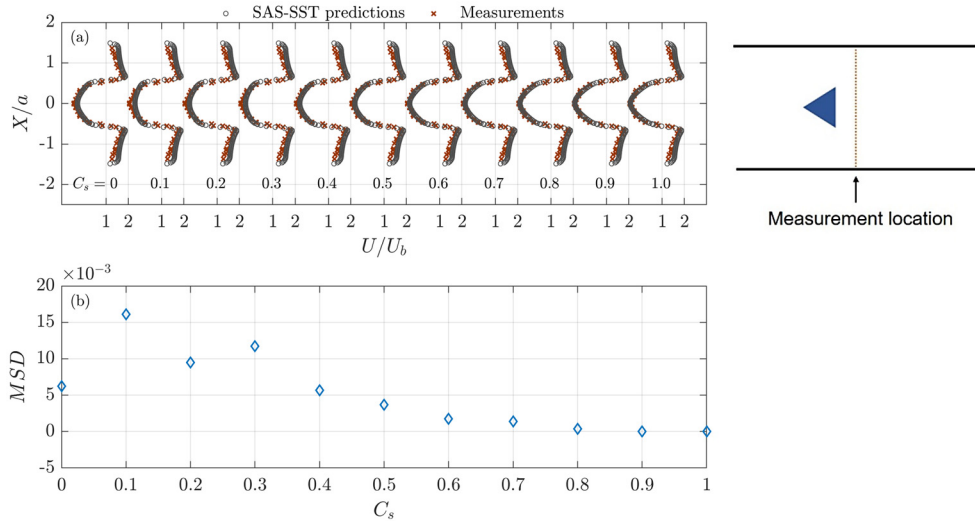 SAS-SST predictions Measurements
(a)
2
1
0
-1
-2
X/a
C_s = 0 0.1 0.2 0.3 0.4 0.5 0.6 0.7 0.8 0.9 1.0
1 2 1 2 1 2 1 2 1 2 1 2 1 2 1 2 1 2 1 2 1 2
U/U_b
Measurement location
×10⁻³
(b)
20
15
10
5
0
-5
MSD
0 0.1 0.2 0.3 0.4 0.5 0.6 0.7 0.8 0.9 1
C_s